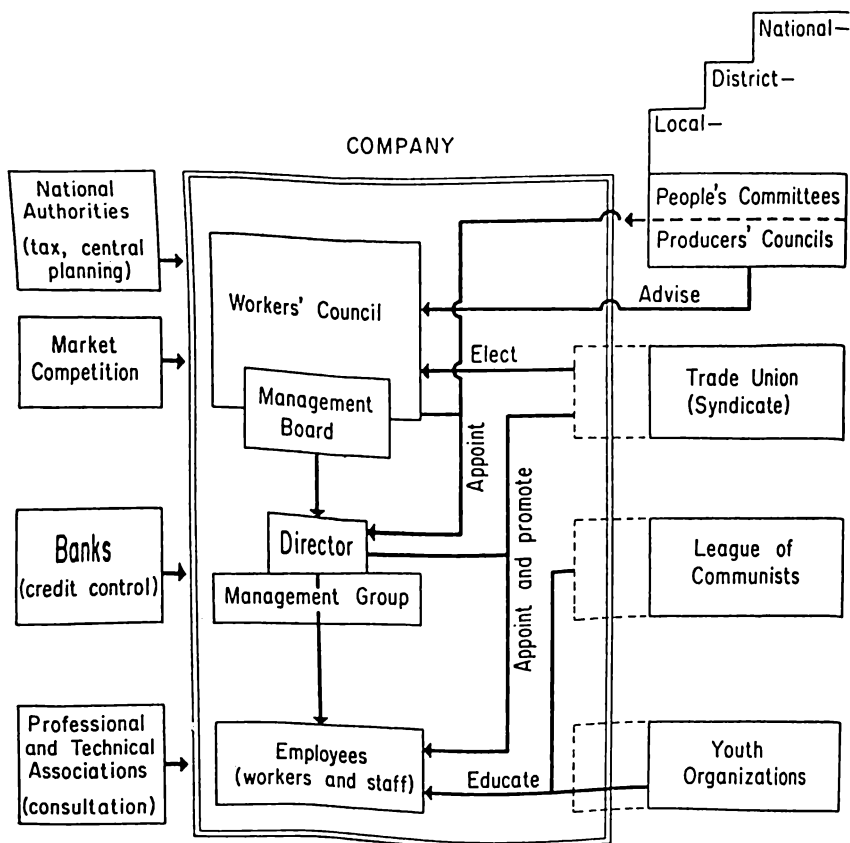 National—
District—
Local—
COMPANY
National
Authorities
(tax, central
planning)
People's Committees
Producers' Councils
Workers' Council
Advise
Market
Competition
Elect
Trade Union
(Syndicate)
Management
Board
Appoint
Appoint and promote
Banks
(credit control)
Director
Management Group
League of
Communists
Professional
and Technical
Associations
(consultation)
Employees
(workers and staff)
Educate
Youth
Organizations